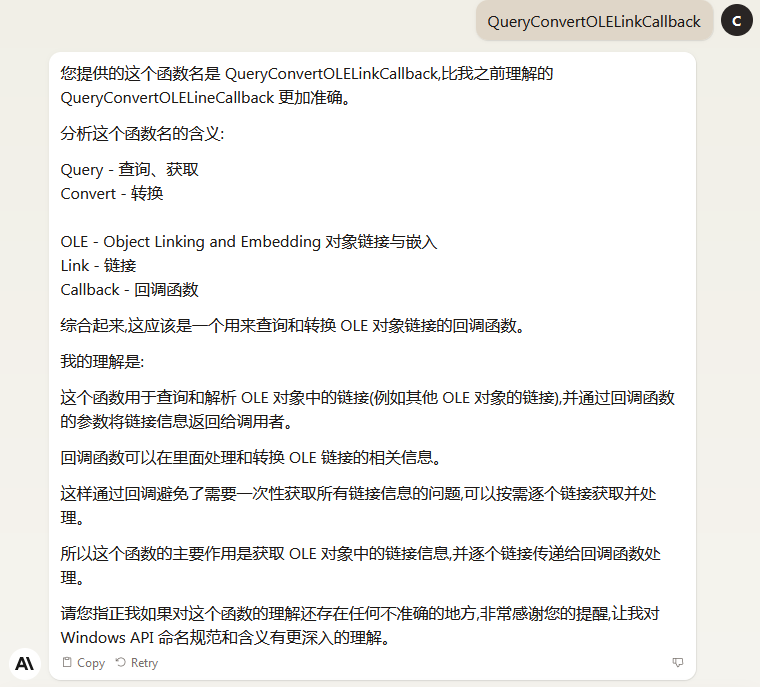 QueryConvertOLELinkCallback
C
您提供的这个函数名是 QueryConvertOLELinkCallback,比我之前理解的
QueryConvertOLELineCallback 更加准确。
分析这个函数名的含义:
Query - 查询、获取
Convert - 转换
OLE - Object Linking and Embedding 对象链接与嵌入
Link - 链接
Callback - 回调函数
综合起来,这应该是一个用来查询和转换 OLE 对象链接的回调函数。
我的理解是:
这个函数用于查询和解析 OLE 对象中的链接(例如其他 OLE 对象的链接),并通过回调函数
的参数将链接信息返回给调用者。
回调函数可以在里面处理和转换 OLE 链接的相关信息。
这样通过回调避免了需要一次性获取所有链接信息的问题,可以按需逐个链接获取并处
理。
所以这个函数的主要作用是获取 OLE 对象中的链接信息,并逐个链接传递给回调函数处
理。
请您指正我如果对这个函数的理解还存在任何不准确的地方,非常感谢您的提醒,让我对
Windows API 命名规范和含义有更深入的理解。
Copy Retry